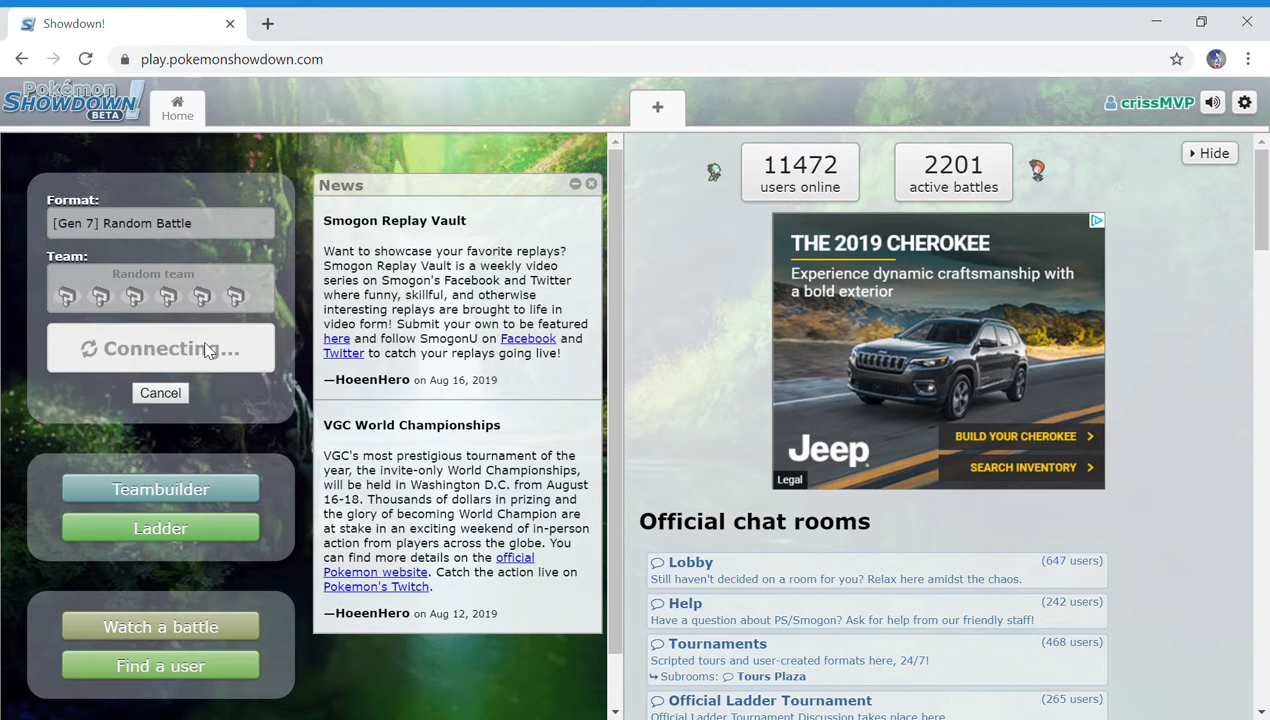 Showdown!
play.pokemonshowdown.com
Pokémon
SHOWDOWN!
BETA
Home
+
crissMVP
Format:
[Gen 7] Random Battle
Team:
Random team
Connecting...
Cancel
Teambuilder
Ladder
Watch a battle
Find a user
News
Smogon Replay Vault
Want to showcase your favorite replays?
Smogon Replay Vault is a weekly video
series on Smogon's Facebook and Twitter
where funny, skillful, and otherwise
interesting replays are brought to life in
video form! Submit your own to be featured
here and follow SmogonU on Facebook and
Twitter to catch your replays going live!
—HoeenHero on Aug 16, 2019
VGC World Championships
VGC's most prestigious tournament of the
year, the invite-only World Championships,
will be held in Washington D.C. from August
16-18. Thousands of dollars in prizing and
the glory of becoming World Champion are
at stake in an exciting weekend of in-person
action from players across the globe. You
can find more details on the official
Pokemon website. Catch the action live on
Pokemon's Twitch.
—HoeenHero on Aug 12, 2019
Hide
11472
users online
2201
active battles
THE 2019 CHEROKEE
Experience dynamic craftsmanship with
a bold exterior
BUILD YOUR CHEROKEE
SEARCH INVENTORY
Jeep
Legal
Official chat rooms
Lobby (647 users)
Still haven't decided on a room for you? Relax here amidst the chaos.
Help (242 users)
Have a question about PS/Smogon? Ask for help from our friendly staff!
Tournaments (468 users)
Scripted tours and user-created formats here, 24/7!
Subrooms: Tours Plaza
Official Ladder Tournament (265 users)
Official Ladder Tournament Discussion takes place here